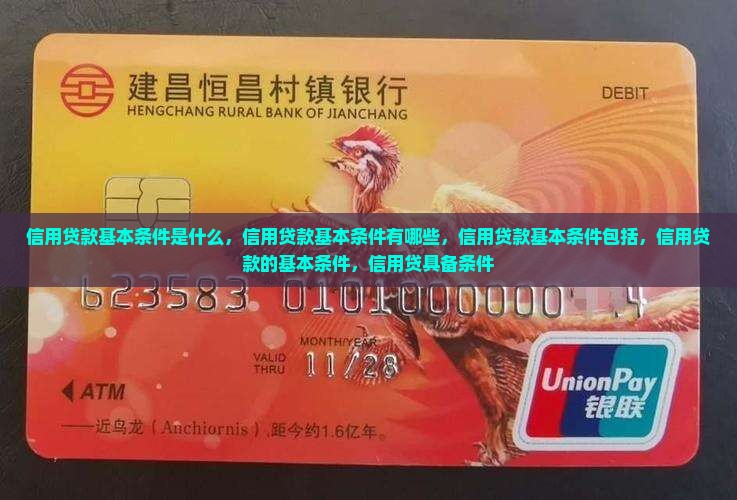 建昌恒昌村镇银行
HENGCHANG RURAL BANK OF JIANCHANG
DEBIT
信用贷款基本条件是什么，信用贷款基本条件有哪些，信用贷款基本条件包括，信用贷
款的基本条件，信用贷具备条件
MONTH/YEAR
VALID
THRU
11/28
ATM
UnionPay
银联
——近鸟龙（Anchiornis）,距今约1.6亿年。